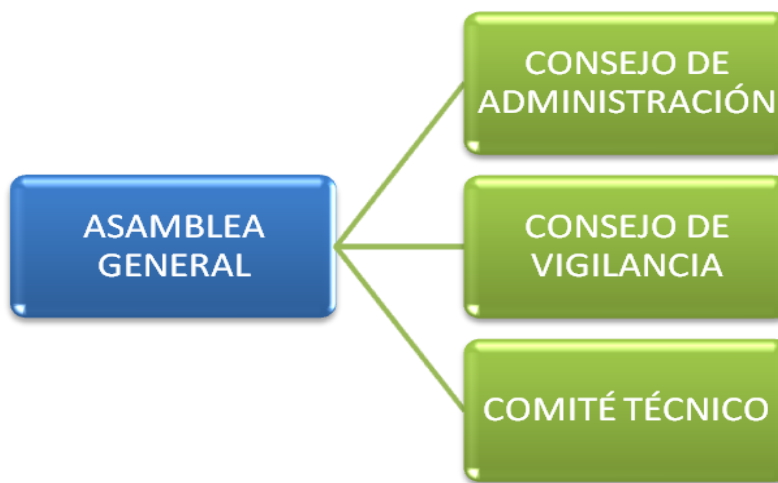 ASAMBLEA
GENERAL
CONSEJO DE
ADMINISTRACIÓN
CONSEJO DE
VIGILANCIA
COMITÉ TÉCNICO